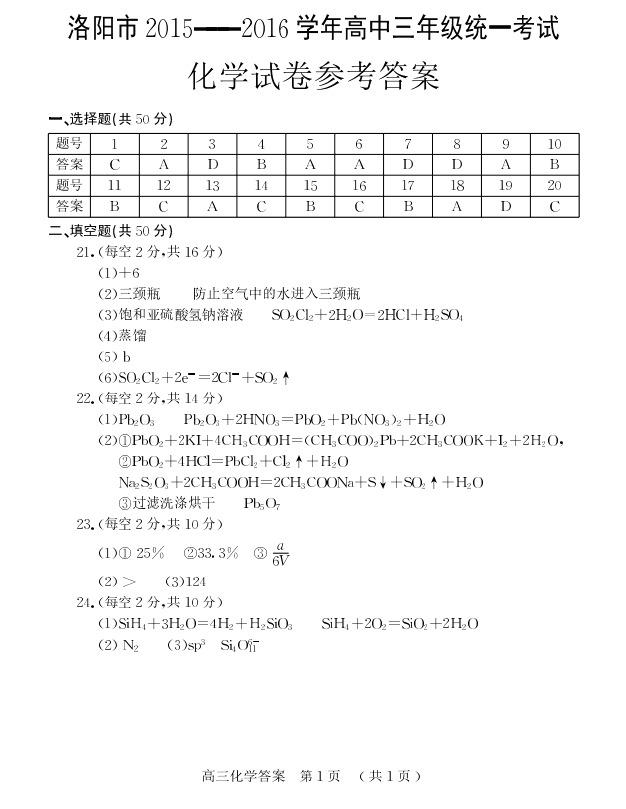 洛阳市 2015——2016 学年高中三年级统一考试
化学试卷参考答案
一、选择题(共 50 分)
题号 1 2 3 4 5 6 7 8 9 10
答案 C A D B A A D D A B
题号 11 12 13 14 15 16 17 18 19 20
答案 B C A C B C B A D C
二、填空题(共 50 分)
21.(每空 2 分,共 16 分)
(1)+6
(2)三颈瓶 防止空气中的水进入三颈瓶
(3)饱和亚硫酸氢钠溶液 SO₂Cl₂+2H₂O=2HCl+H₂SO₄
(4)蒸馏
(5) b
(6)SO₂Cl₂+2e⁻=2Cl⁻+SO₂↑
22.(每空 2 分,共 14 分)
(1)Pb₂O₃ Pb₂O₃+2HNO₃=PbO₂+Pb(NO₃)₂+H₂O
(2)①PbO₂+2KI+4CH₃COOH=(CH₃COO)₂Pb+2CH₃COOK+I₂+2H₂O,
②PbO₂+4HCl=PbCl₂+Cl₂↑+H₂O
Na₂S₂O₃+2CH₃COOH=2CH₃COONa+S↓+SO₂↑+H₂O
③过滤洗涤烘干 Pb₅O₇
23.(每空 2 分,共 10 分)
(1)① 25% ②33.3% ③ a/6V
(2) > (3)124
24.(每空 2 分,共 10 分)
(1)SiH₄+3H₂O=4H₂+H₂SiO₃ SiH₄+2O₂=SiO₂+2H₂O
(2) N₂ (3)sp³ Si₄O₁₁⁶⁻
高三化学答案 第 1 页 (共 1 页)